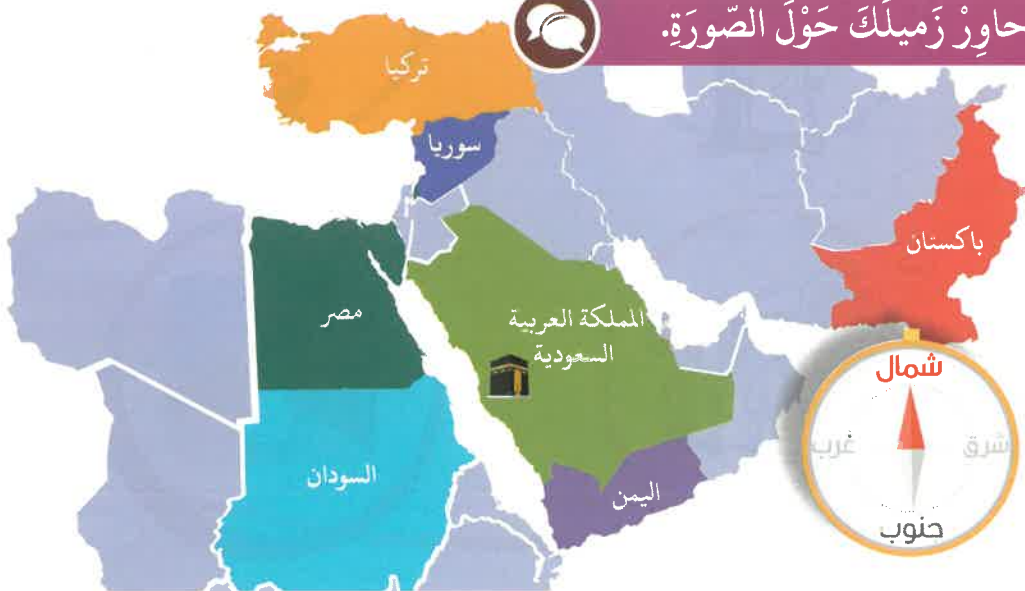 حاوِرْ زَميلَكَ حَوْلَ الصّورَةِ.
تركيا
سوريا
باكستان
مصر
المملكة العربية
السعودية
السودان
اليمن
شمال
غرب
شرق
جنوب